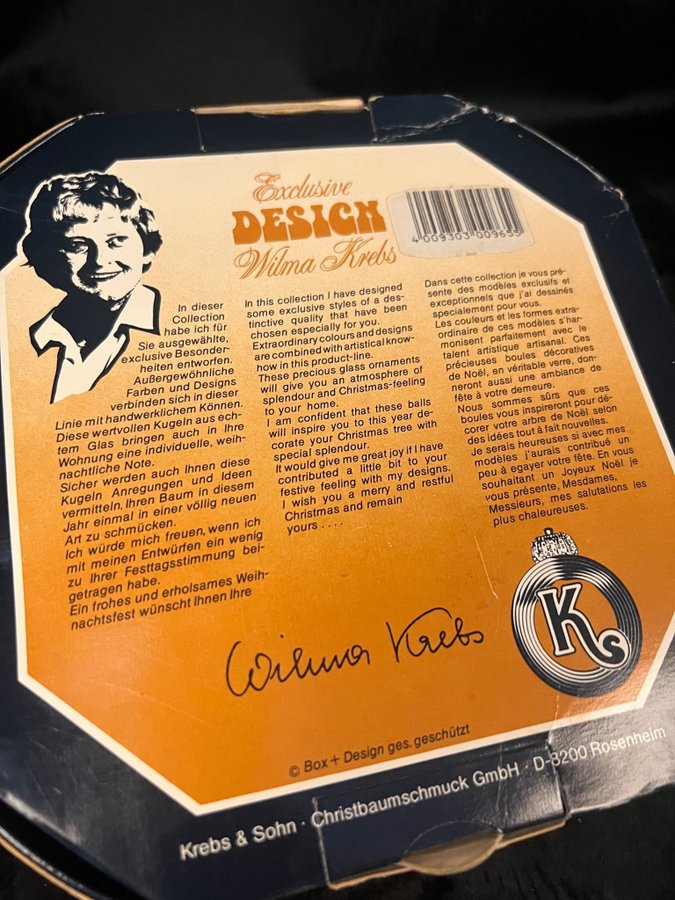 Exclusive
DESIGN
Wilma Krebs
4 009303 009635
In dieser
Collection
habe ich für
Sie ausgewählte,
exclusive Besonder-
heiten entworfen.
Außergewöhnliche
Farben und Designs
verbinden sich in dieser
Linie mit handwerklichem Können.
Diese wertvollen Kugeln aus ech-
tem Glas bringen auch in Ihre
Wohnung eine individuelle, weih-
nachtliche Note.
Sicher werden auch Ihnen diese
Kugeln Anregungen und Ideen
vermitteln, Ihren Baum in diesem
Jahr einmal in einer völlig neuen
Art zu schmücken.
Ich würde mich freuen, wenn ich
mit meinen Entwürfen ein wenig
zu Ihrer Festtagsstimmung bei-
getragen habe.
Ein frohes und erholsames Weih-
nachtsfest wünscht Ihnen Ihre
In this collection I have designed
some exclusive styles of a des-
tinctive quality that have been
chosen especially for you.
Extraordinary colours and designs
are combined with artistical know-
how in this product-line.
These precious glass ornaments
will give you an atmosphere of
splendour and Christmas-feeling
to your home.
I am confident that these balls
will inspire you to this year de-
corate your Christmas tree with
special splendour.
It would give me great joy if I have
contributed a little bit to your
festive feeling with my designs.
I wish you a merry and restful
Christmas and remain
yours . . . .
Dans cette collection je vous pré-
sente des modèles exclusifs et
exceptionnels que j'ai dessinés
specialement pour vous.
Les couleurs et les formes extra-
ordinaire de ces modèles s'har-
monisent parfaitement avec le
talent artistique artisanal. Ces
précieuses boules décoratives
de Noël, en véritable verre, don-
neront aussi une ambiance de
fête à votre demeure.
Nous sommes sûrs que ces
boules vous inspireront pour dé-
corer votre arbre de Noël selon
des idées tout à fait nouvelles.
Je serais heureuses si avec mes
modèles j'aurais contribué un
peu à egayer votre fête. En vous
souhaitant un Joyeux Noël je
vous présente, Mesdames,
Messieurs, mes salutations les
plus chaleureuses.
Wilma Krebs
Ks
© Box + Design ges. geschützt
Krebs & Sohn · Christbaumschmuck GmbH · D-8200 Rosenheim